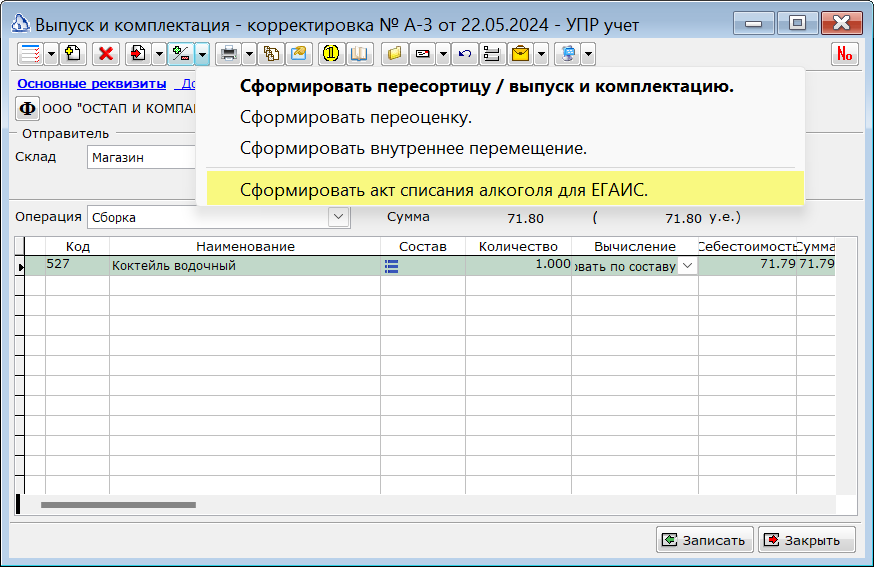 Выпуск и комплектация - корректировка № А-3 от 22.05.2024 - УПР учет
№
Основные реквизиты
Сформировать пересортицу / выпуск и комплектацию.
Сформировать переоценку.
Сформировать внутреннее перемещение.
Сформировать акт списания алкоголя для ЕГАИС.
Ф ООО "ОСТАП И КОМПА
Отправитель
Склад Магазин
Операция Сборка Сумма 71.80 ( 71.80 у.е.)
Код Наименование Состав Количество Вычисление Себестоимость Сумма
527 Коктейль водочный 1.000 овать по составу 71.79 71.79
Записать Закрыть